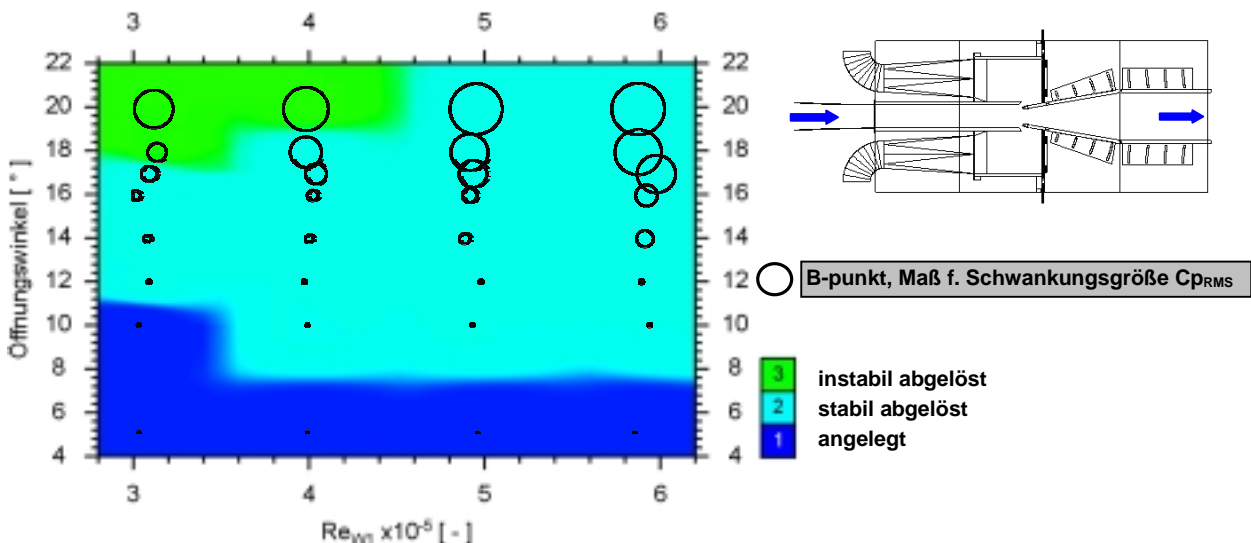 3 4 5 6
22 22
20 20
18 18
16 16
14 14
12 12
10 10
8 8
6 6
4 4
3 4 5 6
Öffnungswinkel [ ° ]
Re_W1 x10^-5 [ - ]
B-punkt, Maß f. Schwankungsgröße CpRMS
3 instabil abgelöst
2 stabil abgelöst
1 angelegt